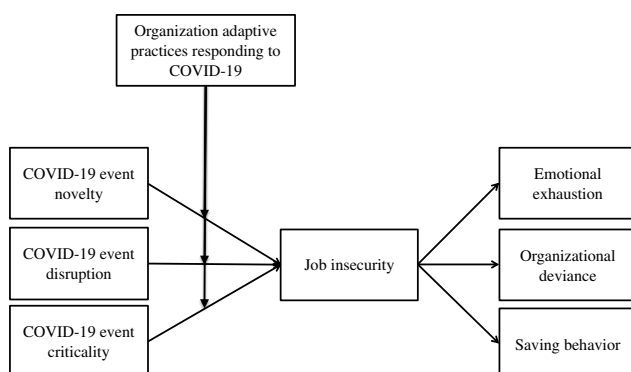 Organization adaptive
practices responding to
COVID-19
COVID-19 event
novelty
COVID-19 event
disruption
COVID-19 event
criticality
Job insecurity
Emotional
exhaustion
Organizational
deviance
Saving behavior